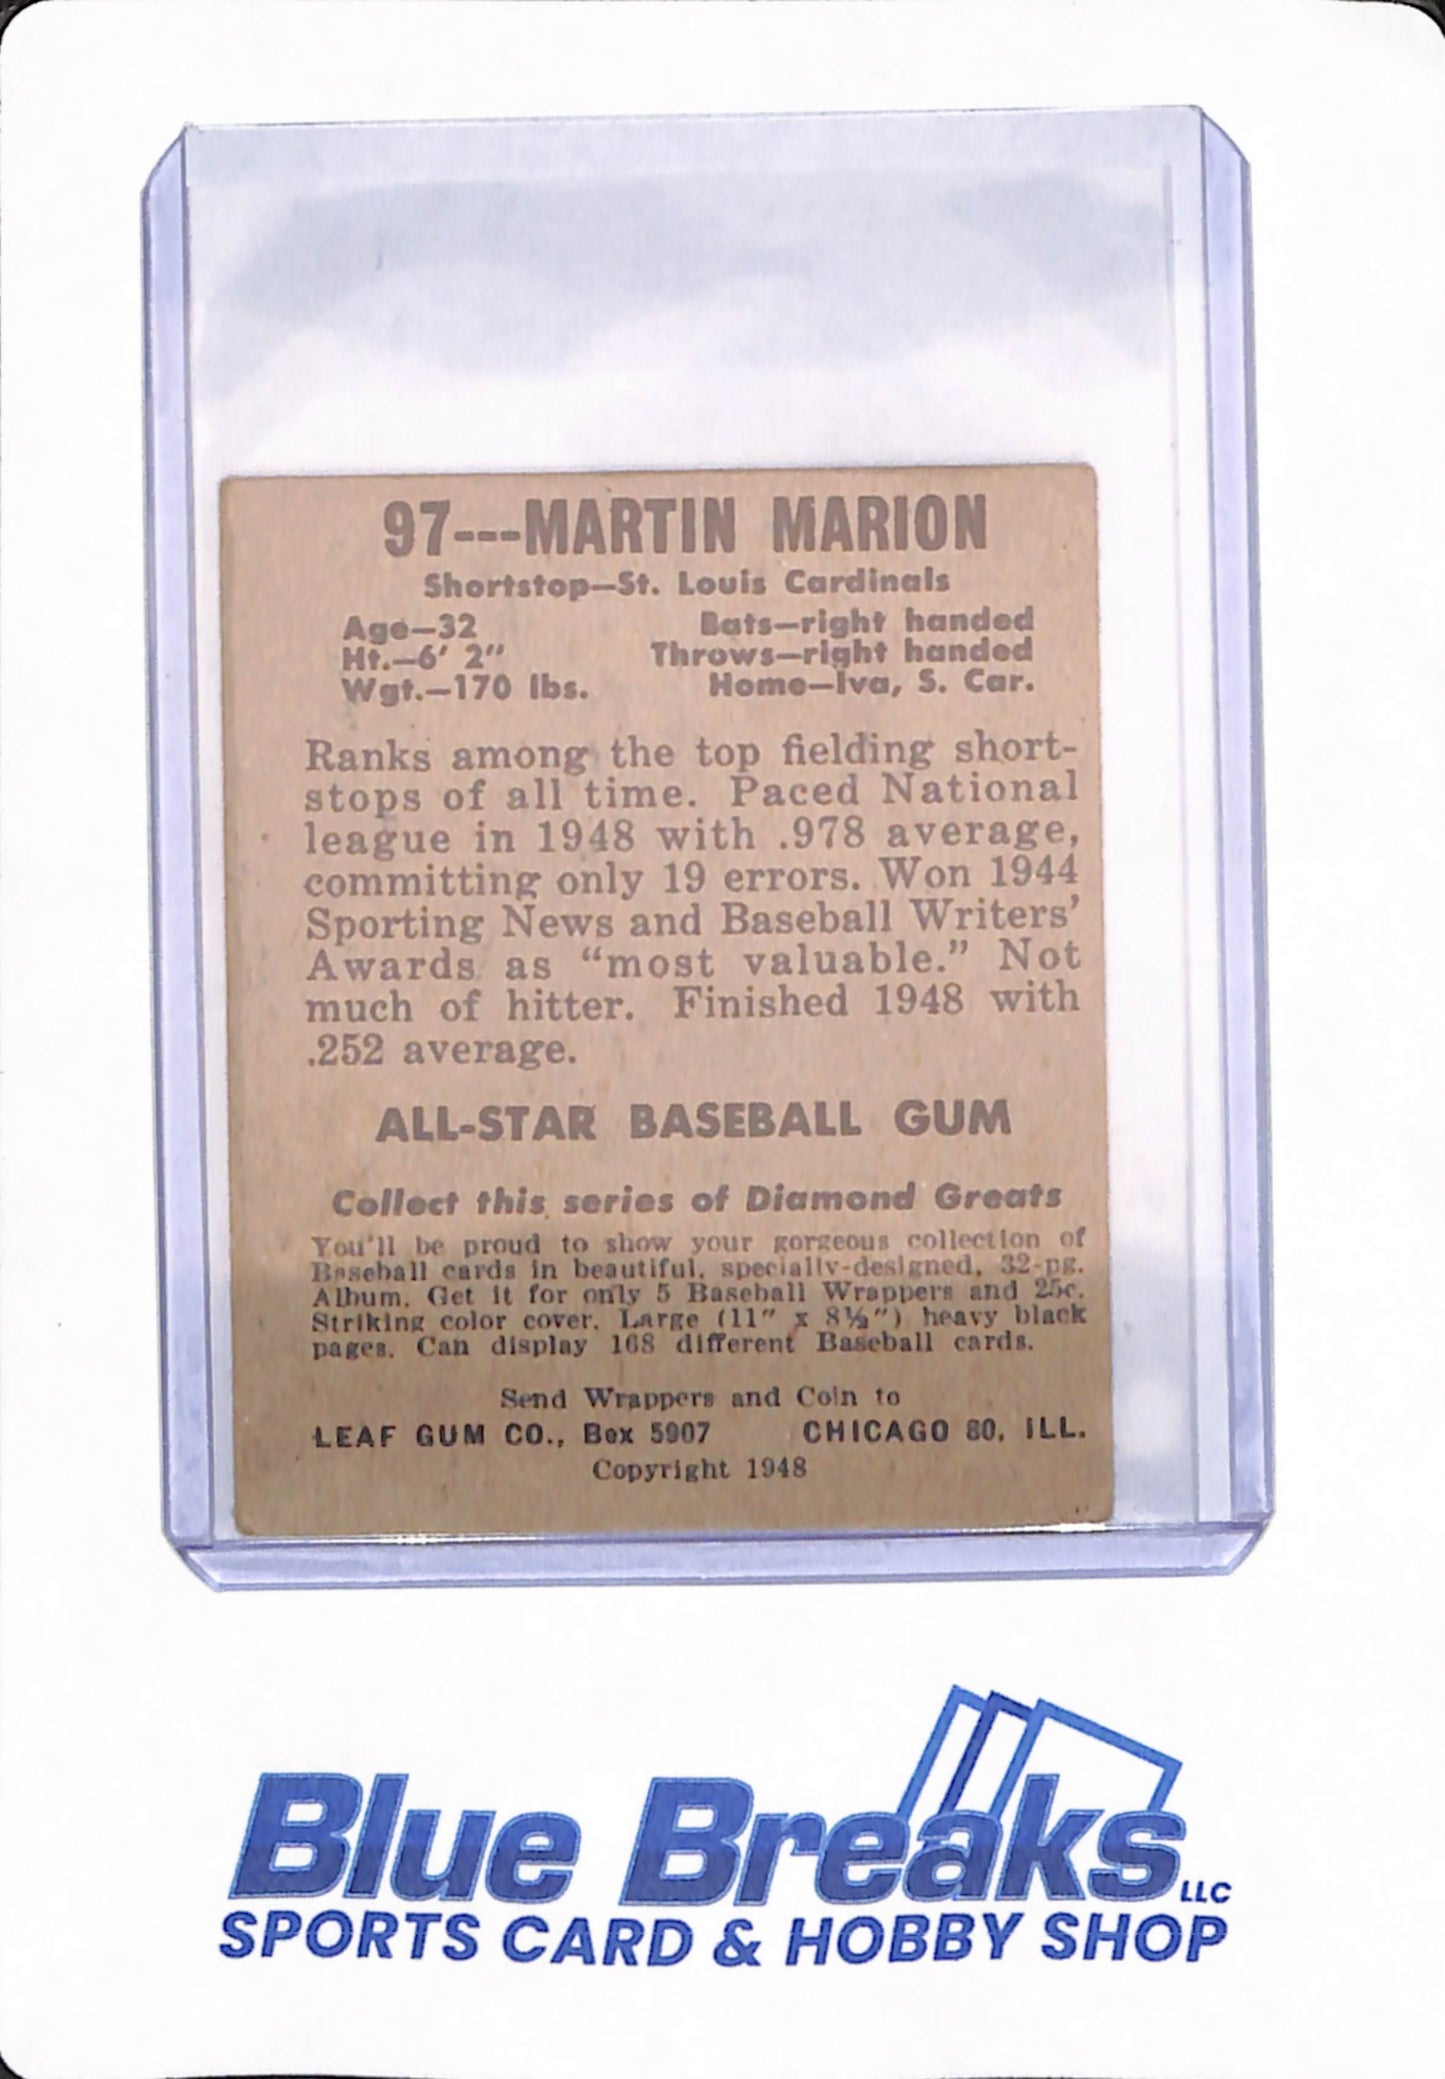 97---MARTIN MARION
Shortstop—St. Louis Cardinals
Age—32 Bats—right handed
Ht.—6' 2" Throws—right handed
Wgt.—170 lbs. Home—Iva, S. Car.
Ranks among the top fielding short-
stops of all time. Paced National
league in 1948 with .978 average,
committing only 19 errors. Won 1944
Sporting News and Baseball Writers'
Awards as "most valuable." Not
much of hitter. Finished 1948 with
.252 average.
ALL-STAR BASEBALL GUM
Collect this series of Diamond Greats
You'll be proud to show your gorgeous collection of
Baseball cards in beautiful, specially-designed, 32-pg.
Album. Get it for only 5 Baseball Wrappers and 25c.
Striking color cover. Large (11" x 8½") heavy black
pages. Can display 168 different Baseball cards.
Send Wrappers and Coin to
LEAF GUM CO., Box 5907 CHICAGO 80, ILL.
Copyright 1948
Blue Breaks LLC
SPORTS CARD & HOBBY SHOP